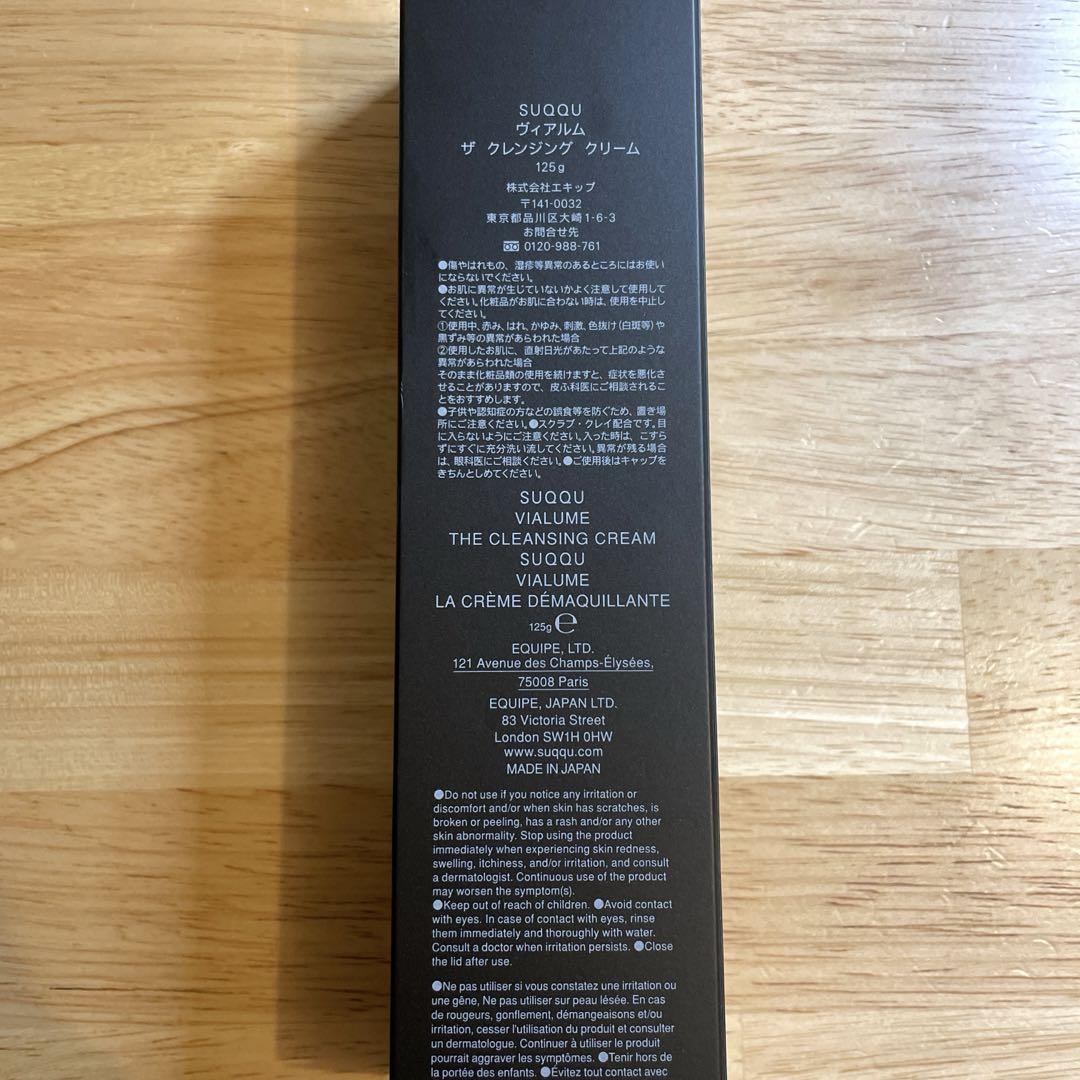 SUQQU
ヴィアルム
ザ クレンジング クリーム
125g
株式会社エキップ
〒141-0032
東京都品川区大崎1-6-3
お問合せ先
0120-988-761
●傷やはれもの、湿疹等異常のあるところにはお使い
にならないでください。
●お肌に異常が生じていないかよく注意して使用して
ください。化粧品がお肌に合わない時は、使用を中止し
てください。
①使用中、赤み、はれ、かゆみ、刺激、色抜け(白斑等)や
黒ずみ等の異常があらわれた場合
②使用したお肌に、直射日光があたって上記のような
異常があらわれた場合
そのまま化粧品類の使用を続けますと、症状を悪化さ
せることがありますので、皮ふ科医にご相談されるこ
とをおすすめします。
●子供や認知症の方などの誤食等を防ぐため、置き場
所にご注意ください。●スクラブ・クレイ配合です。目
に入らないようにご注意ください。入った時は、こすら
ずにすぐに充分洗い流してください。異常が残る場合
は、眼科医にご相談ください。●ご使用後はキャップを
きちんとしめてください。
SUQQU
VIALUME
THE CLEANSING CREAM
SUQQU
VIALUME
LA CRÈME DÉMAQUILLANTE
125g ℮
EQUIPE, LTD.
121 Avenue des Champs-Élysées,
75008 Paris
EQUIPE, JAPAN LTD.
83 Victoria Street
London SW1H 0HW
www.suqqu.com
MADE IN JAPAN
●Do not use if you notice any irritation or
discomfort and/or when skin has scratches, is
broken or peeling, has a rash and/or any other
skin abnormality. Stop using the product
immediately when experiencing skin redness,
swelling, itchiness, and/or irritation, and consult
a dermatologist. Continuous use of the product
may worsen the symptom(s).
●Keep out of reach of children. ●Avoid contact
with eyes. In case of contact with eyes, rinse
them immediately and thoroughly with water.
Consult a doctor when irritation persists. ●Close
the lid after use.
●Ne pas utiliser si vous constatez une irritation ou
une gêne, Ne pas utiliser sur peau lésée. En cas
de rougeurs, gonflement, démangeaisons et/ou
irritation, cesser l'utilisation du produit et consulter
un dermatologue. Continuer à utiliser le produit
pourrait aggraver les symptômes. ●Tenir hors de
la portée des enfants. ●Évitez tout contact avec